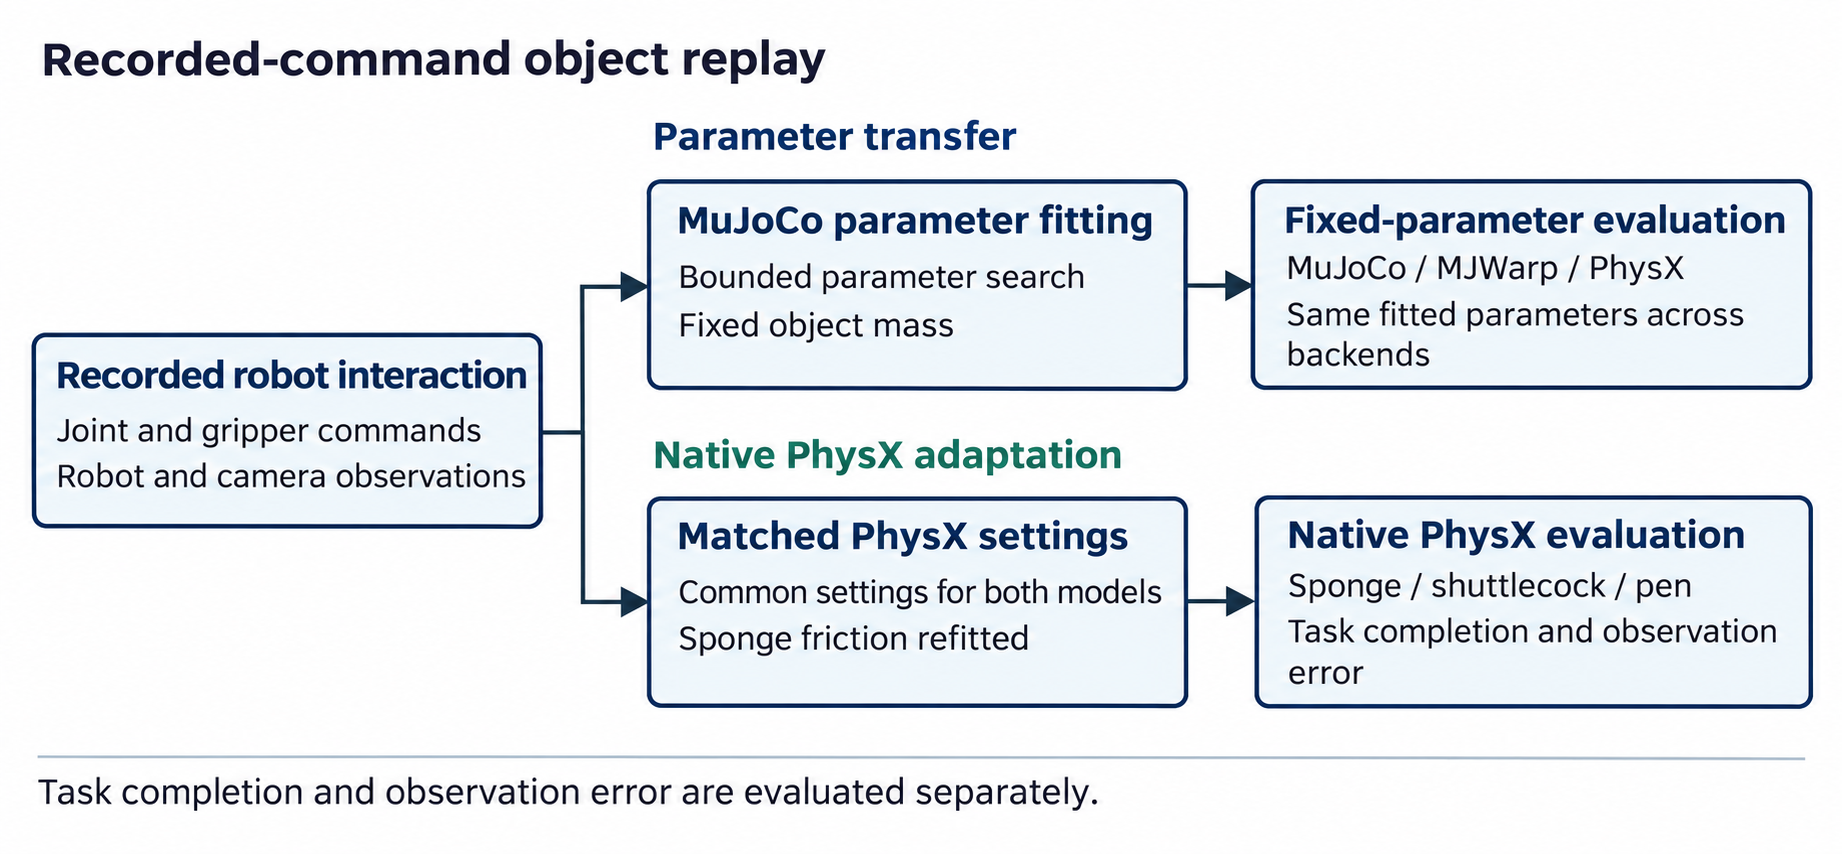 Recorded-command object replay
Parameter transfer
MuJoCo parameter fitting
Bounded parameter search
Fixed object mass
Fixed-parameter evaluation
MuJoCo / MJWarp / PhysX
Same fitted parameters across
backends
Recorded robot interaction
Joint and gripper commands
Robot and camera observations
Native PhysX adaptation
Matched PhysX settings
Common settings for both models
Sponge friction refitted
Native PhysX evaluation
Sponge / shuttlecock / pen
Task completion and observation
error
Task completion and observation error are evaluated separately.